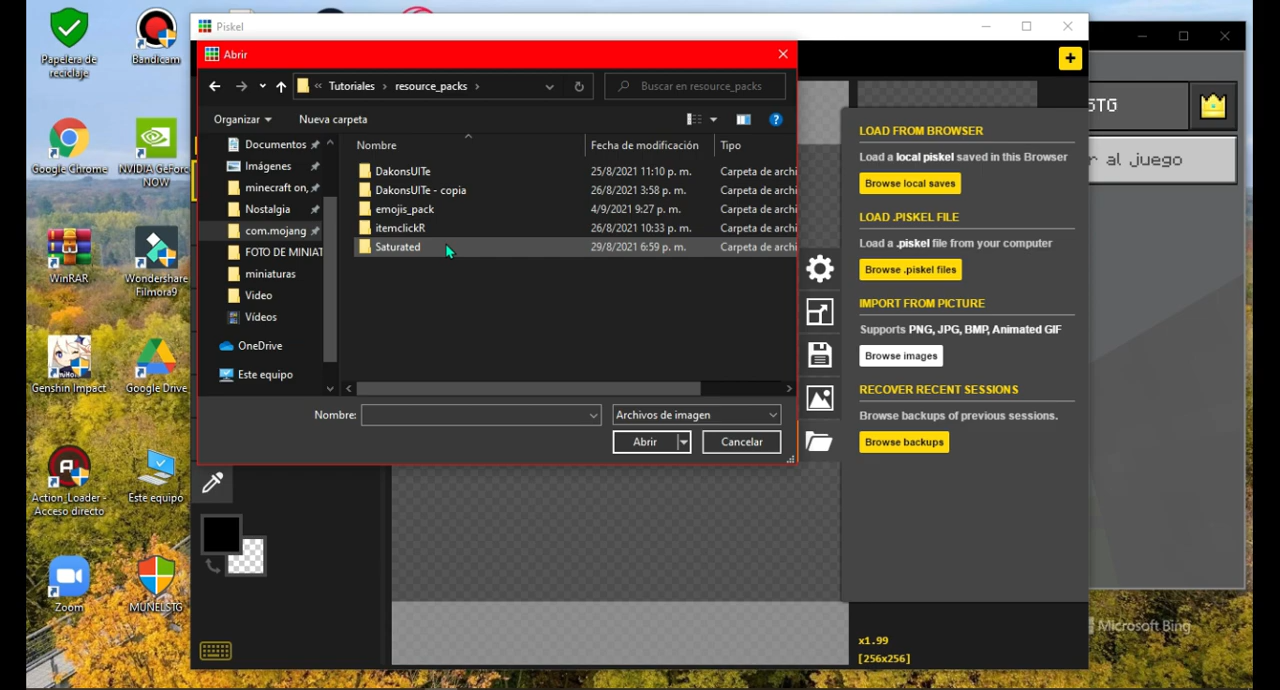 Papelera de
reciclaje
Bandicam
Google Chrome
NVIDIA GeForce
NOW
WinRAR
Wondershare
Filmora9
Genshin Impact
Google Drive
Action_Loader -
Acceso directo
Este equipo
Zoom
MUNELSTG
Piskel
Abrir
Tutoriales
resource_packs
Buscar en resource_packs
Organizar
Nueva carpeta
Documentos
Imágenes
minecraft on,
Nostalgia
com.mojang
FOTO DE MINIAT
miniaturas
Video
Vídeos
OneDrive
Este equipo
Nombre
Fecha de modificación
Tipo
DakonsUITe
25/8/2021 11:10 p. m.
Carpeta de archi
DakonsUITe - copia
26/8/2021 3:58 p. m.
Carpeta de archi
emojis_pack
4/9/2021 9:27 p. m.
Carpeta de archi
itemclickR
26/8/2021 10:33 p. m.
Carpeta de archi
Saturated
29/8/2021 6:59 p. m.
Carpeta de archi
Nombre:
Archivos de imagen
Abrir
Cancelar
LOAD FROM BROWSER
Load a local piskel saved in this Browser
Browse local saves
LOAD .PISKEL FILE
Load a .piskel file from your computer
Browse .piskel files
IMPORT FROM PICTURE
Supports PNG, JPG, BMP, Animated GIF
Browse images
RECOVER RECENT SESSIONS
Browse backups of previous sessions.
Browse backups
x1.99
[256x256]
STG
r al juego
Microsoft Bing